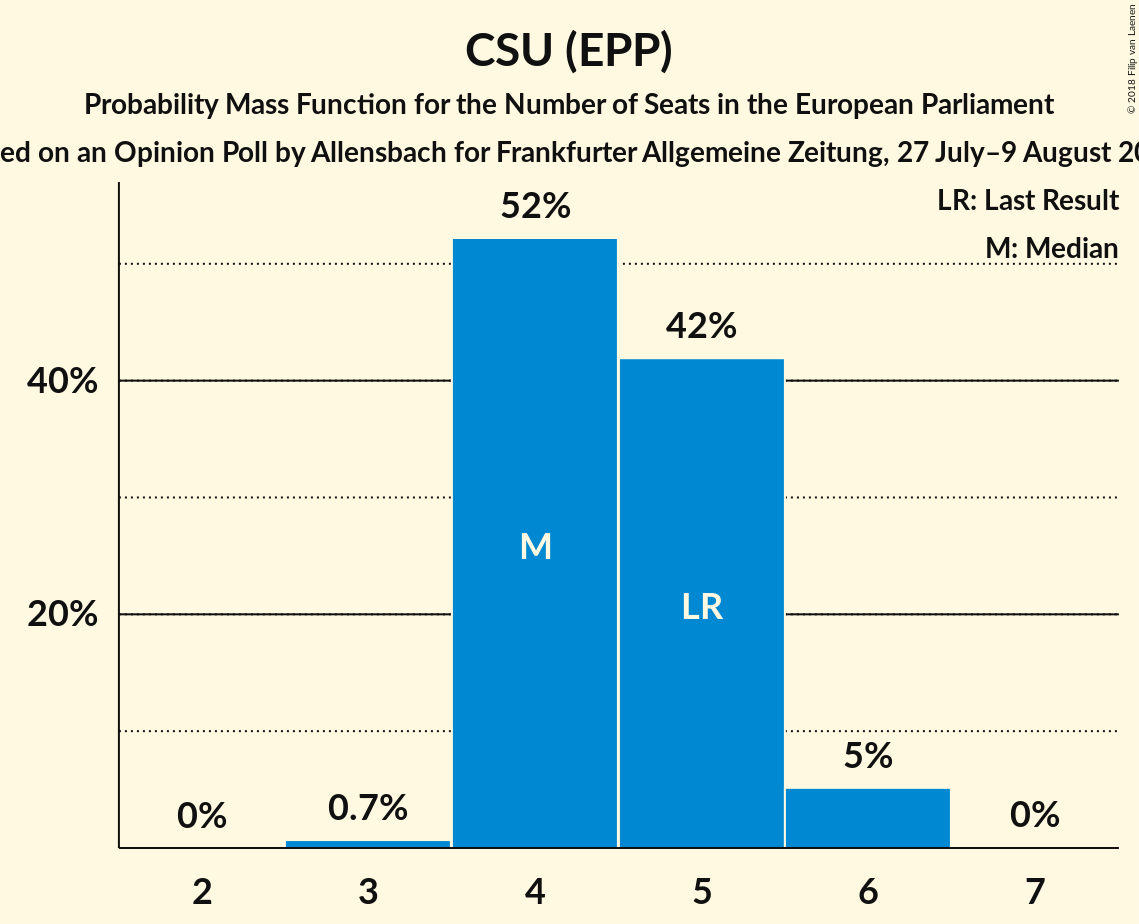 CSU (EPP)
Probability Mass Function for the Number of Seats in the European Parliament
on an Opinion Poll by Allensbach for Frankfurter Allgemeine Zeitung, 27 July–9 August
© 2018 Filip van Laenen
LR: Last Result
M: Median
52%
42%
40%
M
LR
20%
5%
0.7%
0%
0%
2 3 4 5 6 7